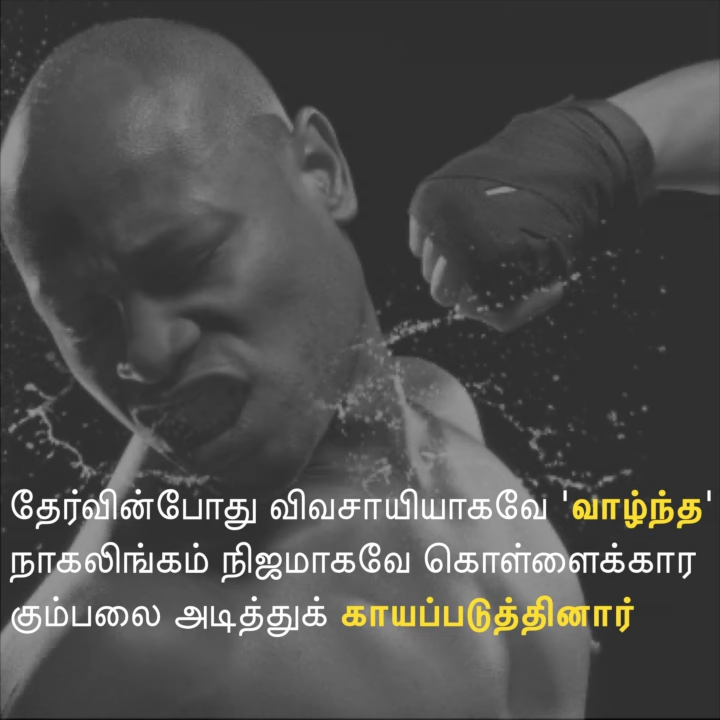 தேர்வின்போது விவசாயியாகவே 'வாழ்ந்த'
நாகலிங்கம் நிஜமாகவே கொள்ளைக்கார
கும்பலை அடித்துக் காயப்படுத்தினார்